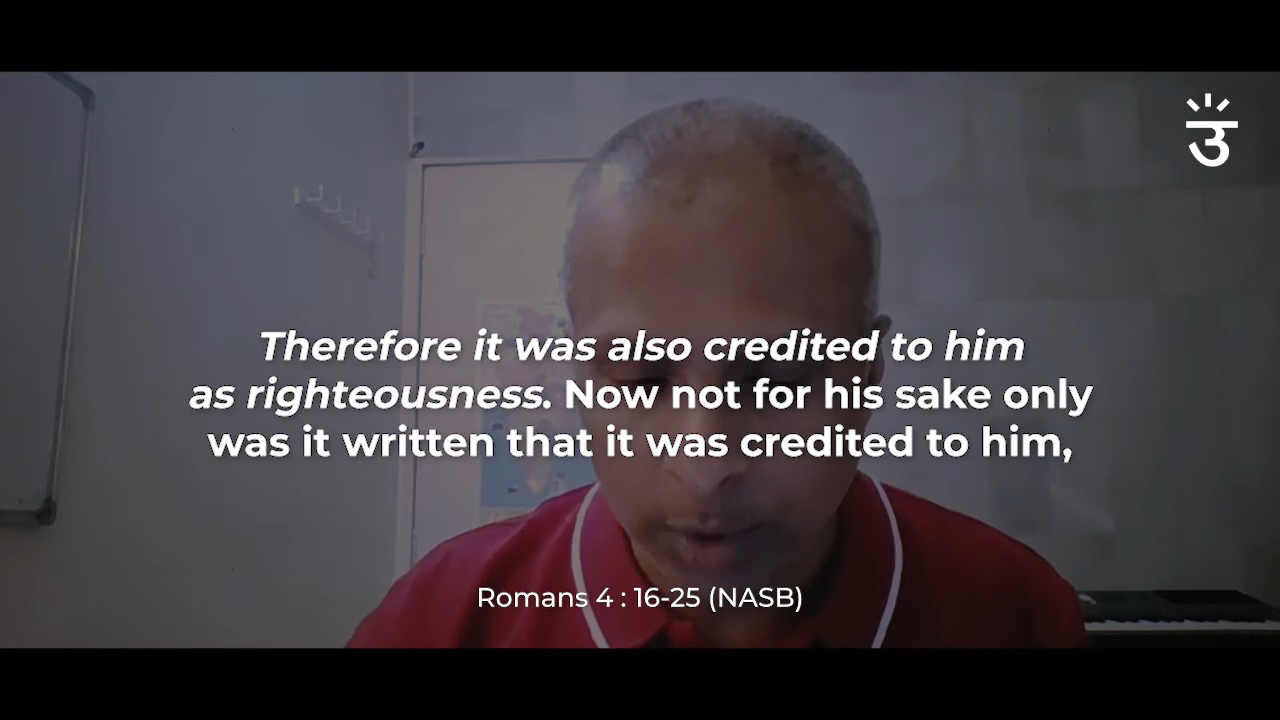 उ
Therefore it was also credited to him
as righteousness. Now not for his sake only
was it written that it was credited to him,
Romans 4 : 16-25 (NASB)